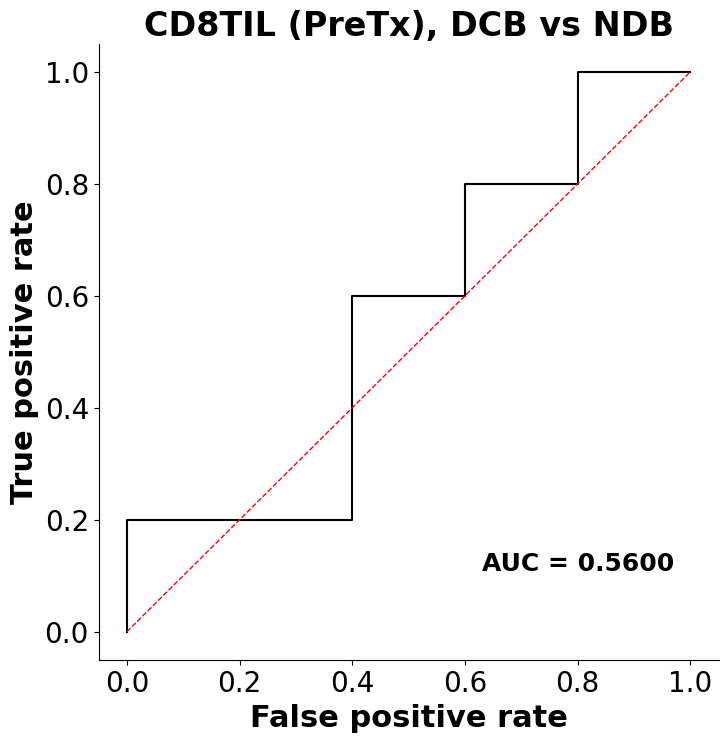 CD8TIL (PreTx), DCB vs NDB
1.0
0.8
0.6
0.4
0.2
0.0
True positive rate
AUC = 0.5600
0.0 0.2 0.4 0.6 0.8 1.0
False positive rate